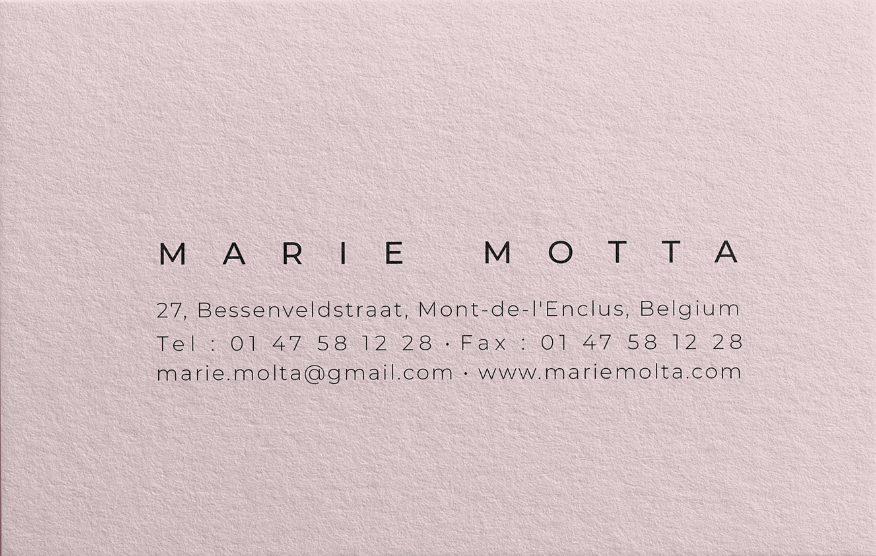 MARIE MOTTA
27, Bessenveldstraat, Mont-de-l'Enclus, Belgium
Tel : 01 47 58 12 28 · Fax : 01 47 58 12 28
marie.molta@gmail.com · www.mariemolta.com